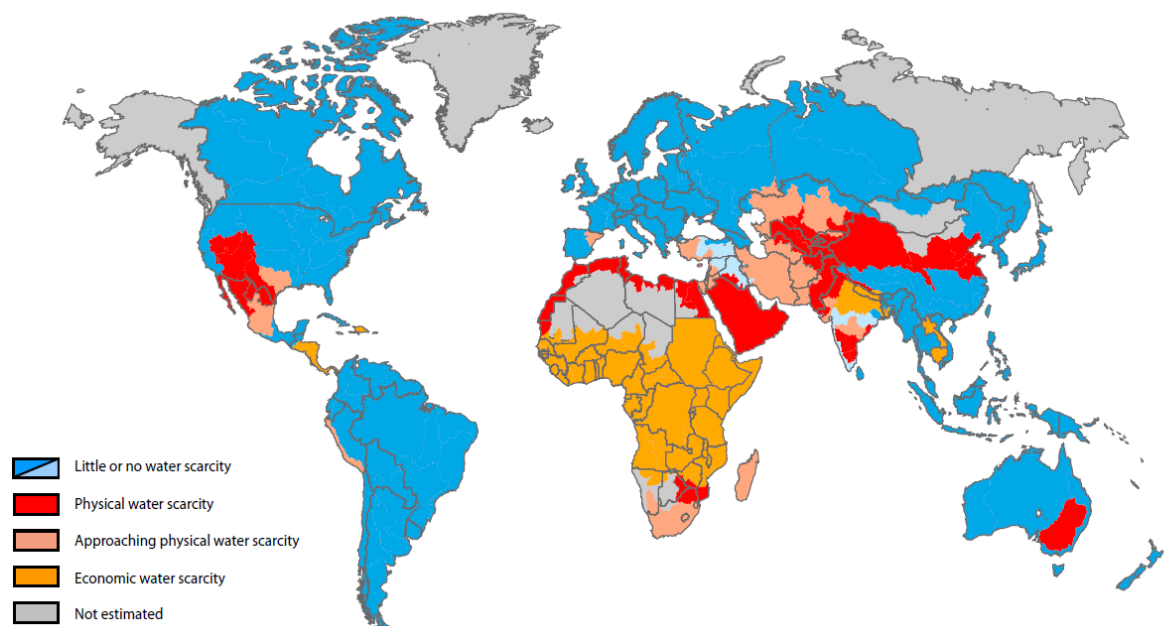 Little or no water scarcity
Physical water scarcity
Approaching physical water scarcity
Economic water scarcity
Not estimated